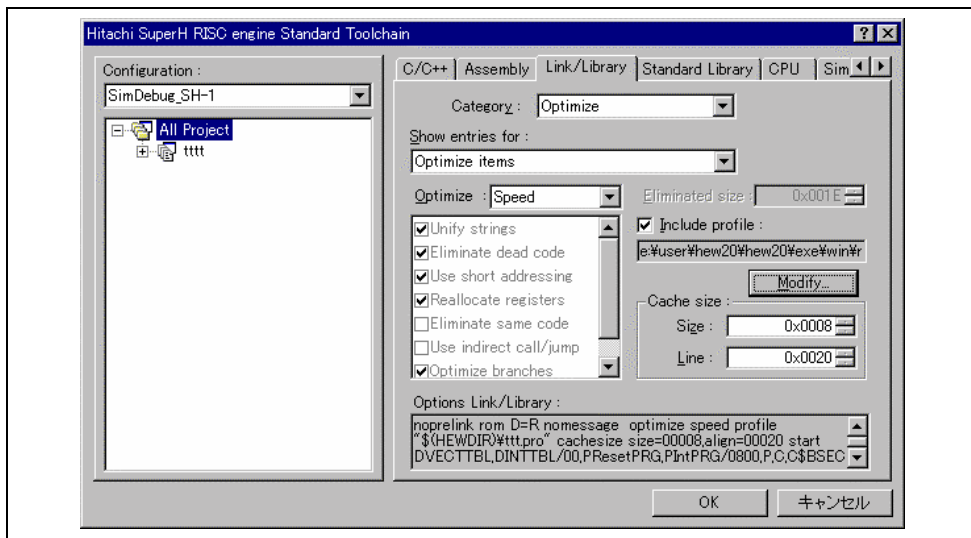 Hitachi SuperH RISC engine Standard Toolchain
Configuration :
SimDebug_SH-1
All Project
tttt
C/C++ Assembly Link/Library Standard Library CPU Sim
Category : Optimize
Show entries for :
Optimize items
Optimize : Speed
Eliminated size : 0x001E
Unify strings
Eliminate dead code
Use short addressing
Reallocate registers
Eliminate same code
Use indirect call/jump
Optimize branches
Include profile :
e:¥user¥hew20¥hew20¥exe¥win¥r
Modify...
Cache size :
Size : 0x0008
Line : 0x0020
Options Link/Library :
noprelink rom D=R nomessage optimize speed profile
"$(HEWDIR)¥ttt.pro" cachesize size=00008,align=00020 start
DVECTTBL,DINTTBL/00,PResetPRG,PIntPRG/0800,P,C,C$BSEC
OK キャンセル